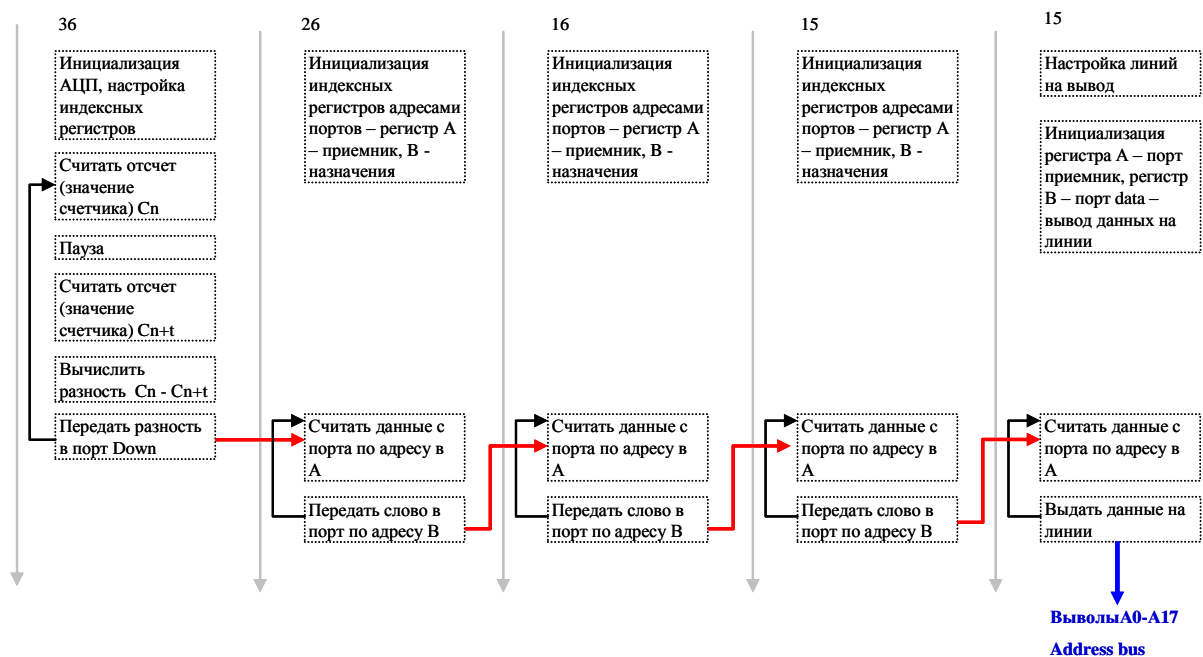 36
Инициализация
АЦП, настройка
индексных
регистров
Считать отсчет
(значение
счетчика) Cn
Пауза
Считать отсчет
(значение
счетчика) Cn+t
Вычислить
разность Cn - Cn+t
Передать разность
в порт Down
26
Инициализация
индексных
регистров адресами
портов – регистр А
– приемник, В -
назначения
Считать данные с
порта по адресу в
А
Передать слово в
порт по адресу В
16
Инициализация
индексных
регистров адресами
портов – регистр А
– приемник, В -
назначения
Считать данные с
порта по адресу в
А
Передать слово в
порт по адресу В
15
Инициализация
индексных
регистров адресами
портов – регистр А
– приемник, В -
назначения
Считать данные с
порта по адресу в
А
Передать слово в
порт по адресу В
15
Настройка линий
на вывод
Инициализация
регистра А – порт
приемник, регистр
В – порт data –
вывод данных на
линии
Считать данные с
порта по адресу в
А
Выдать данные на
линии
ВыволыА0-А17
Address bus